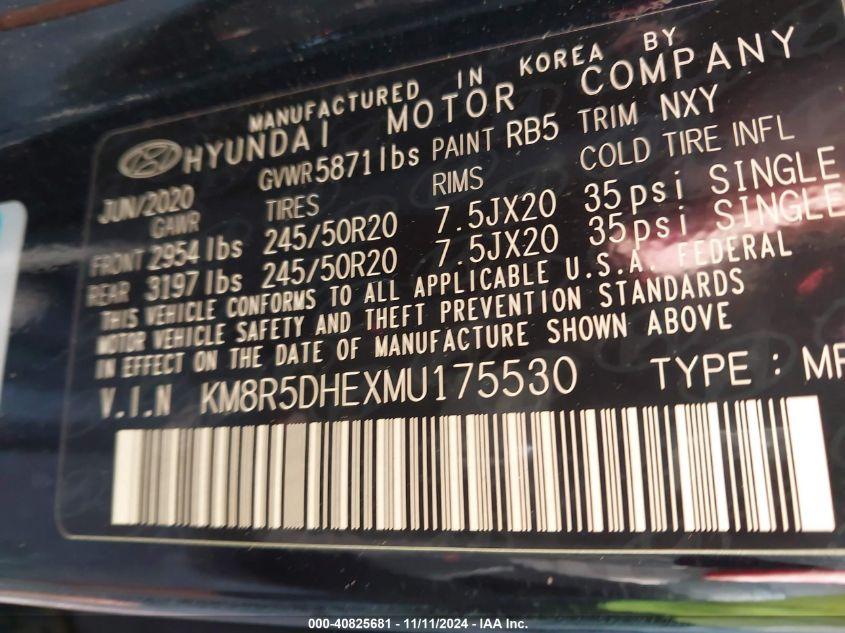 MANUFACTURED IN KOREA BY
HYUNDAI MOTOR COMPANY
JUN/2020 GVWR 5871 lbs PAINT RB5 TRIM NXY
GAWR TIRES RIMS COLD TIRE INFL
FRONT 2954 lbs 245/50R20 7.5JX20 35psi SINGLE
REAR 3197 lbs 245/50R20 7.5JX20 35psi SINGLE
THIS VEHICLE CONFORMS TO ALL APPLICABLE U.S.A. FEDERAL
MOTOR VEHICLE SAFETY AND THEFT PREVENTION STANDARDS
IN EFFECT ON THE DATE OF MANUFACTURE SHOWN ABOVE
V.I.N KM8R5DHEXMU175530 TYPE : MP
000-40825681 - 11/11/2024 - IAA Inc.